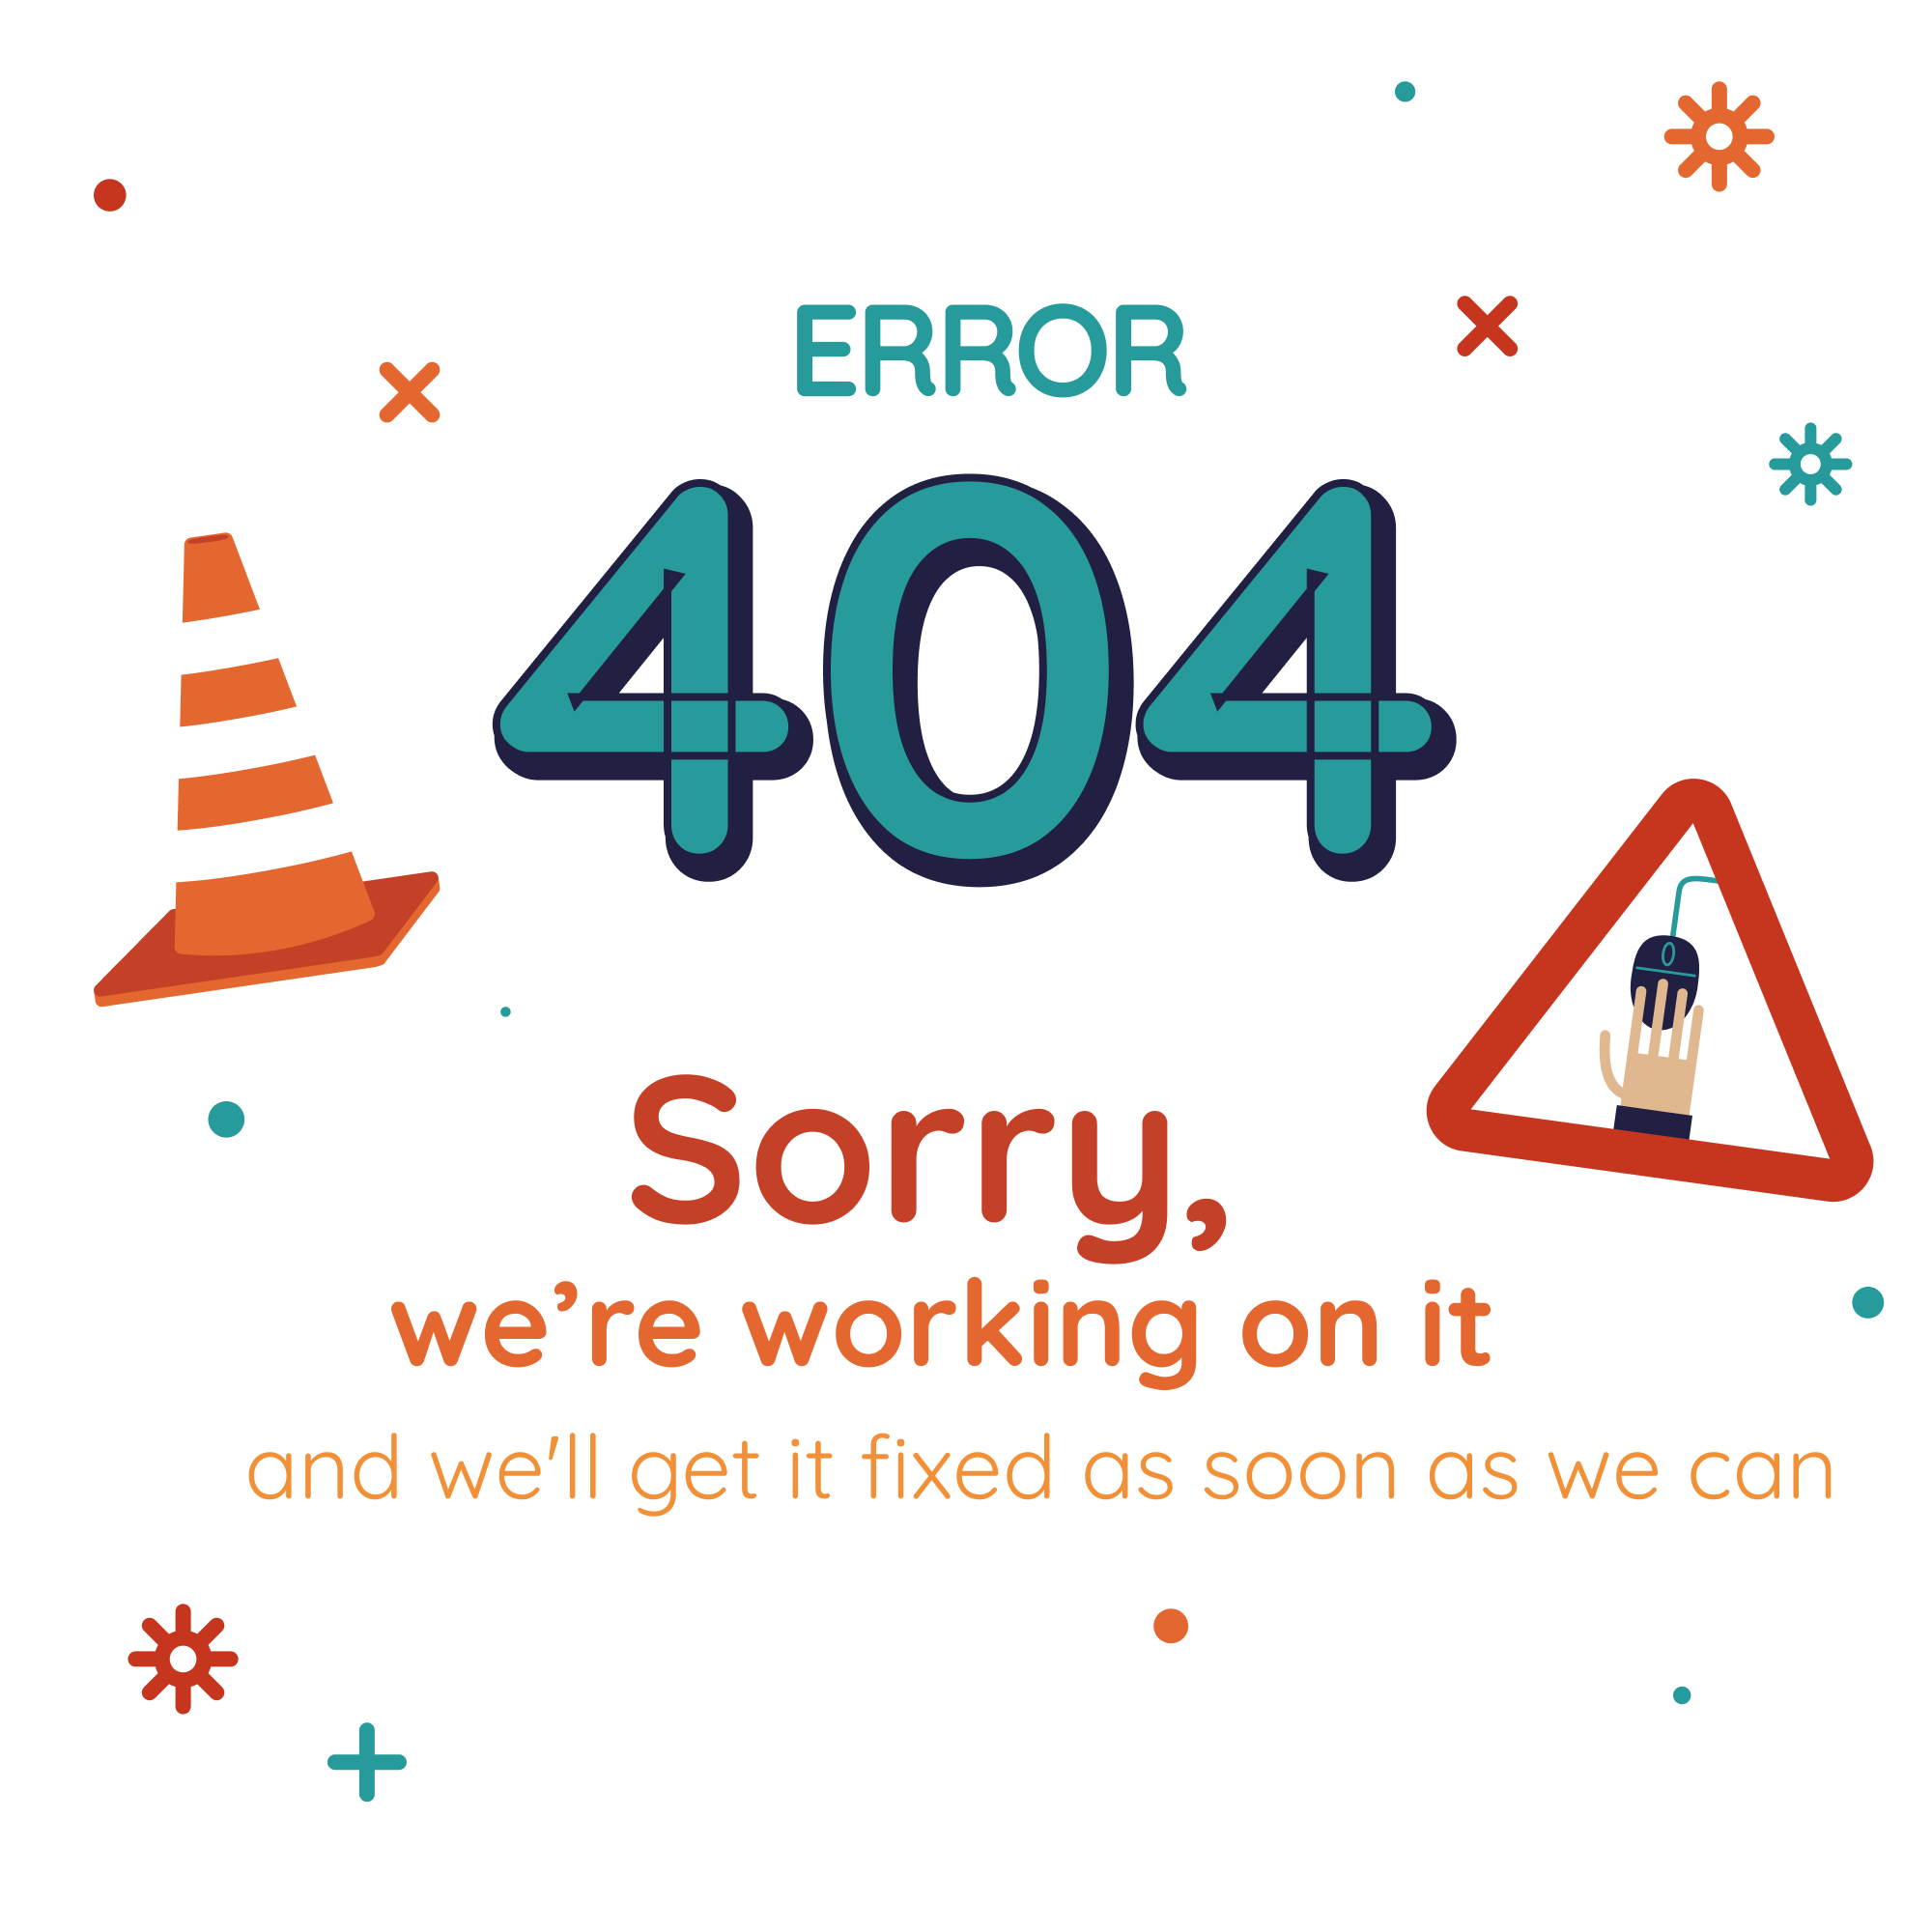 ERROR
404
Sorry,
we’re working on it
and we’ll get it fixed as soon as we can